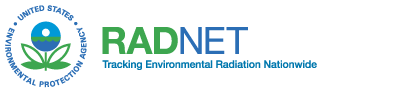 UNITED STATES
ENVIRONMENTAL PROTECTION AGENCY
RADNET
Tracking Environmental Radiation Nationwide